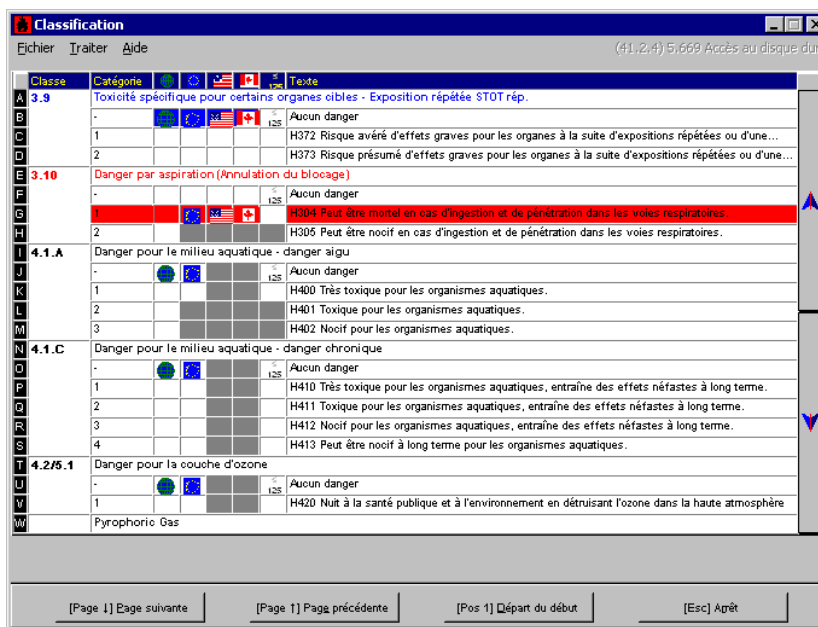 Classification
Fichier Traiter Aide (41.2.4) 5.669 Accès au disque dur
Classe Catégorie ≤ 125 Texte
A 3.9 Toxicité spécifique pour certains organes cibles - Exposition répétée STOT rép.
B - ≤ 125 Aucun danger
C 1 H372 Risque avéré d'effets graves pour les organes à la suite d'expositions répétées ou d'une...
D 2 H373 Risque présumé d'effets graves pour les organes à la suite d'expositions répétées ou d'une...
E 3.10 Danger par aspiration (Annulation du blocage)
F - ≤ 125 Aucun danger
G 1 H304 Peut être mortel en cas d'ingestion et de pénétration dans les voies respiratoires.
H 2 H305 Peut être nocif en cas d'ingestion et de pénétration dans les voies respiratoires.
I 4.1.A Danger pour le milieu aquatique - danger aigu
J - ≤ 125 Aucun danger
K 1 H400 Très toxique pour les organismes aquatiques.
L 2 H401 Toxique pour les organismes aquatiques.
M 3 H402 Nocif pour les organismes aquatiques.
N 4.1.C Danger pour le milieu aquatique - danger chronique
O - ≤ 125 Aucun danger
P 1 H410 Très toxique pour les organismes aquatiques, entraîne des effets néfastes à long terme.
Q 2 H411 Toxique pour les organismes aquatiques, entraîne des effets néfastes à long terme.
R 3 H412 Nocif pour les organismes aquatiques, entraîne des effets néfastes à long terme.
S 4 H413 Peut être nocif à long terme pour les organismes aquatiques.
T 4.2/5.1 Danger pour la couche d'ozone
U - ≤ 125 Aucun danger
V 1 H420 Nuit à la santé publique et à l'environnement en détruisant l'ozone dans la haute atmosphère
W Pyrophoric Gas
[Page ↓] Page suivante [Page ↑] Page précédente [Pos 1] Départ du début [Esc] Arrêt